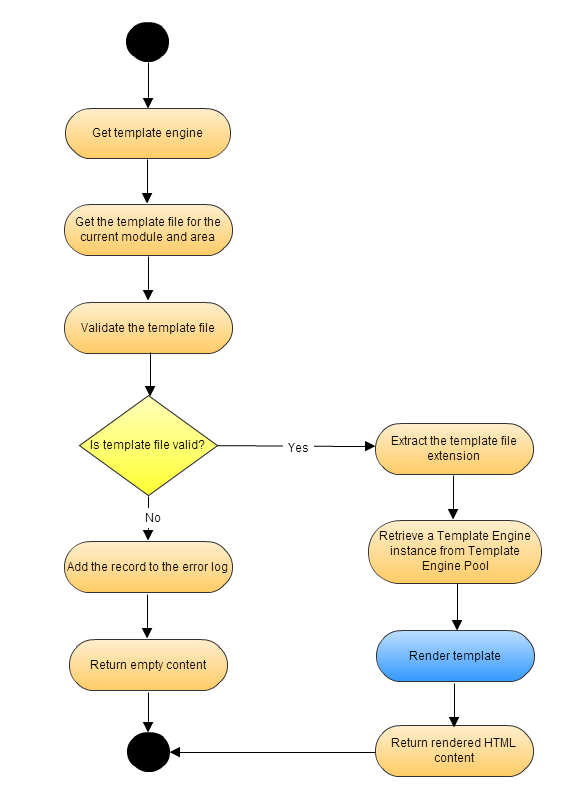 Get template engine
Get the template file for the
current module and area
Validate the template file
Is template file valid?
Yes
No
Extract the template file
extension
Retrieve a Template Engine
instance from Template
Engine Pool
Render template
Return rendered HTML
content
Add the record to the error log
Return empty content